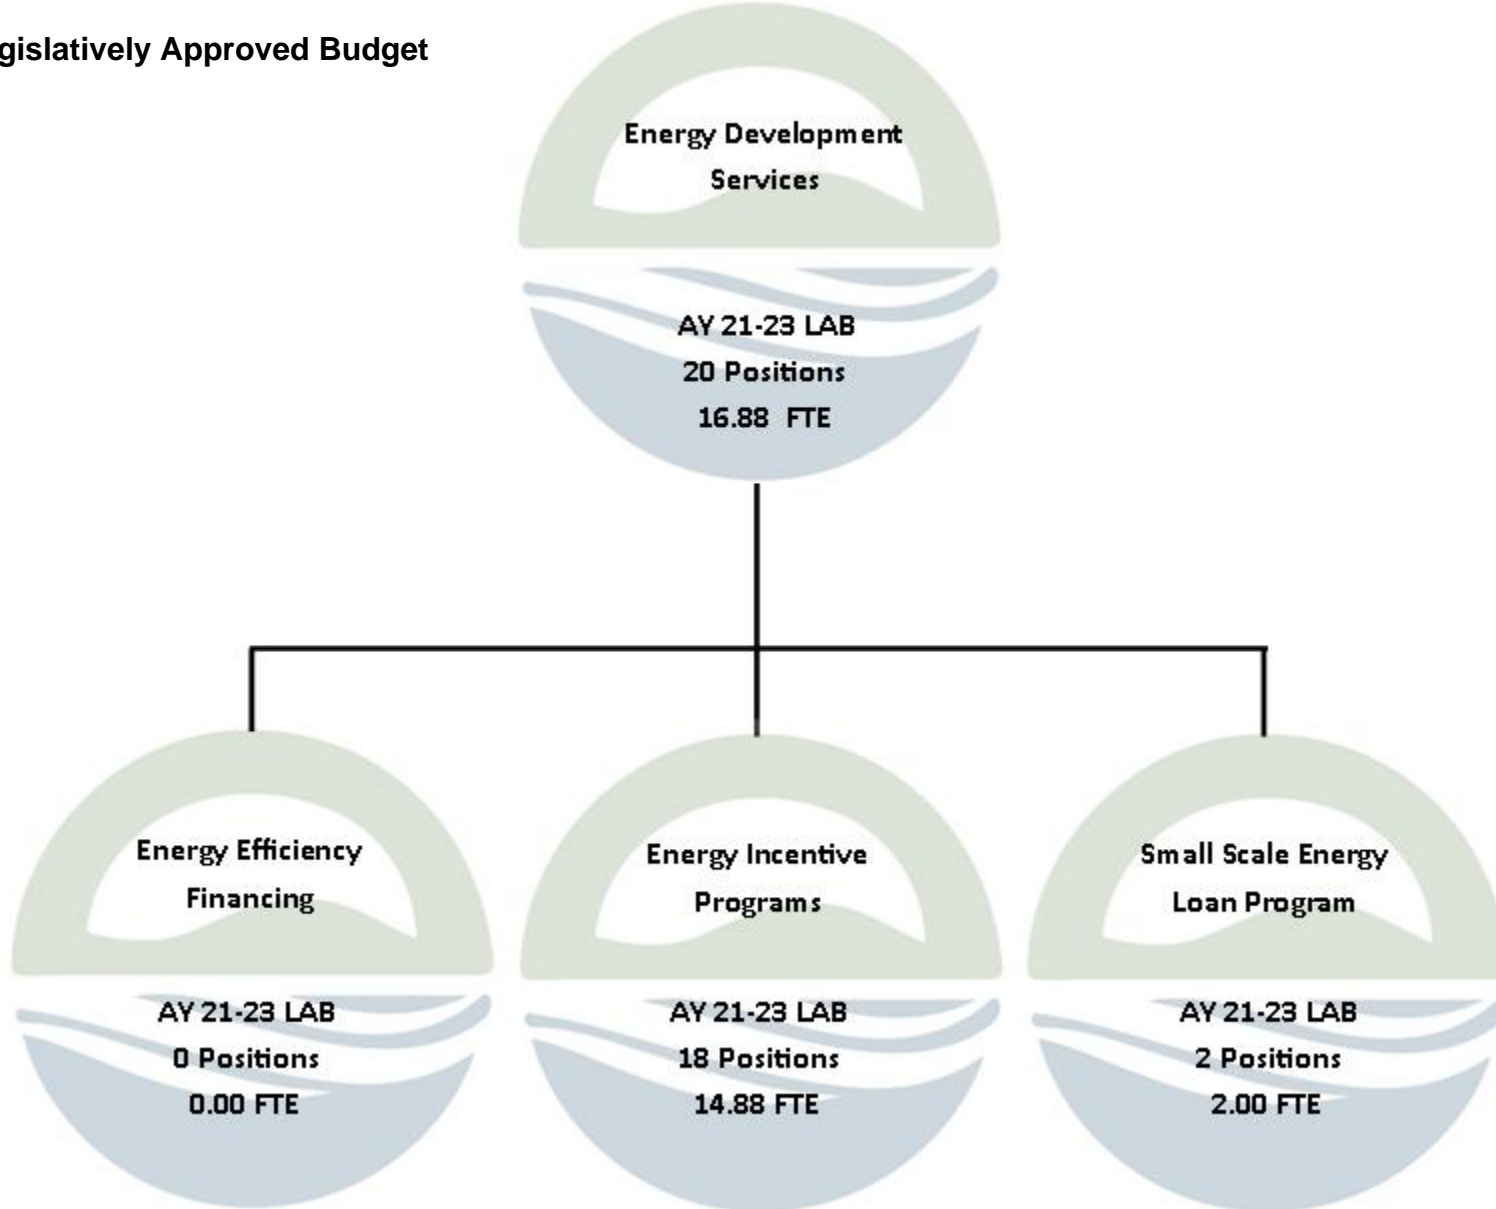 gislatively Approved Budget
Energy Development
Services
AY 21-23 LAB
20 Positions
16.88 FTE
Energy Efficiency
Financing
AY 21-23 LAB
0 Positions
0.00 FTE
Energy Incentive
Programs
AY 21-23 LAB
18 Positions
14.88 FTE
Small Scale Energy
Loan Program
AY 21-23 LAB
2 Positions
2.00 FTE